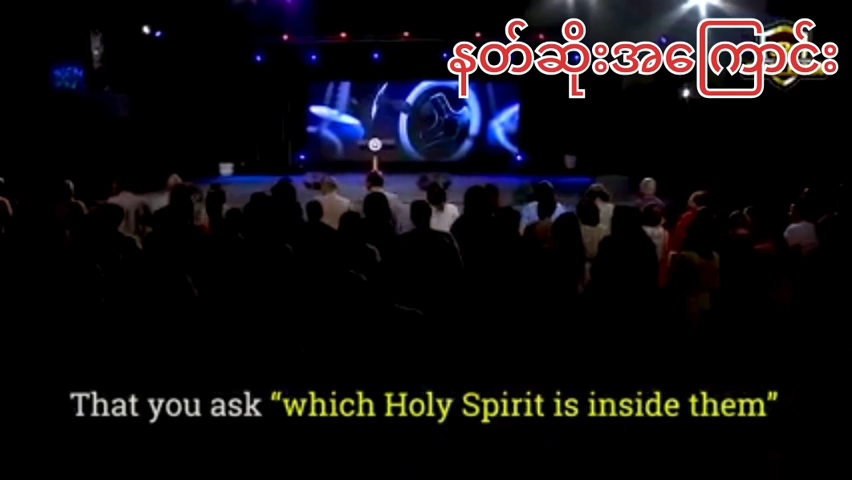 နတ်ဆိုးအကြောင်း
That you ask “which Holy Spirit is inside them”